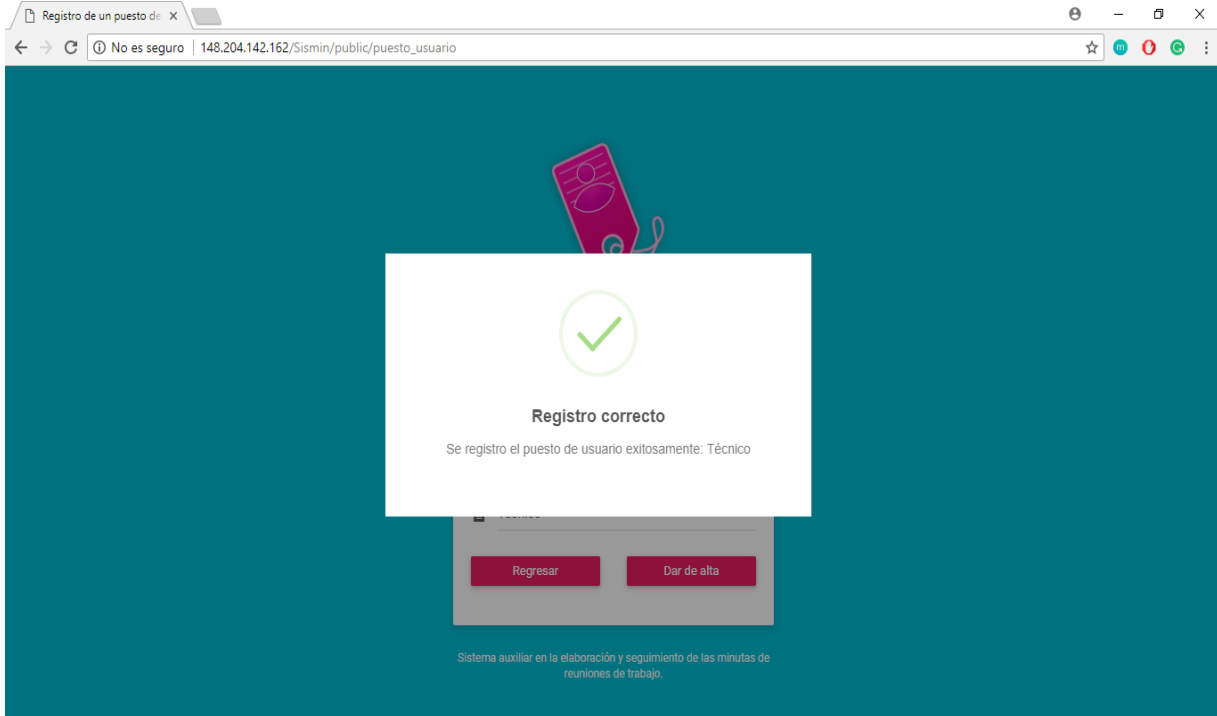 Registro de un puesto de
No es seguro | 148.204.142.162/Sismin/public/puesto_usuario
Registro correcto
Se registro el puesto de usuario exitosamente: Técnico
Regresar
Dar de alta
Sistema auxiliar en la elaboración y seguimiento de las minutas de
reuniones de trabajo.